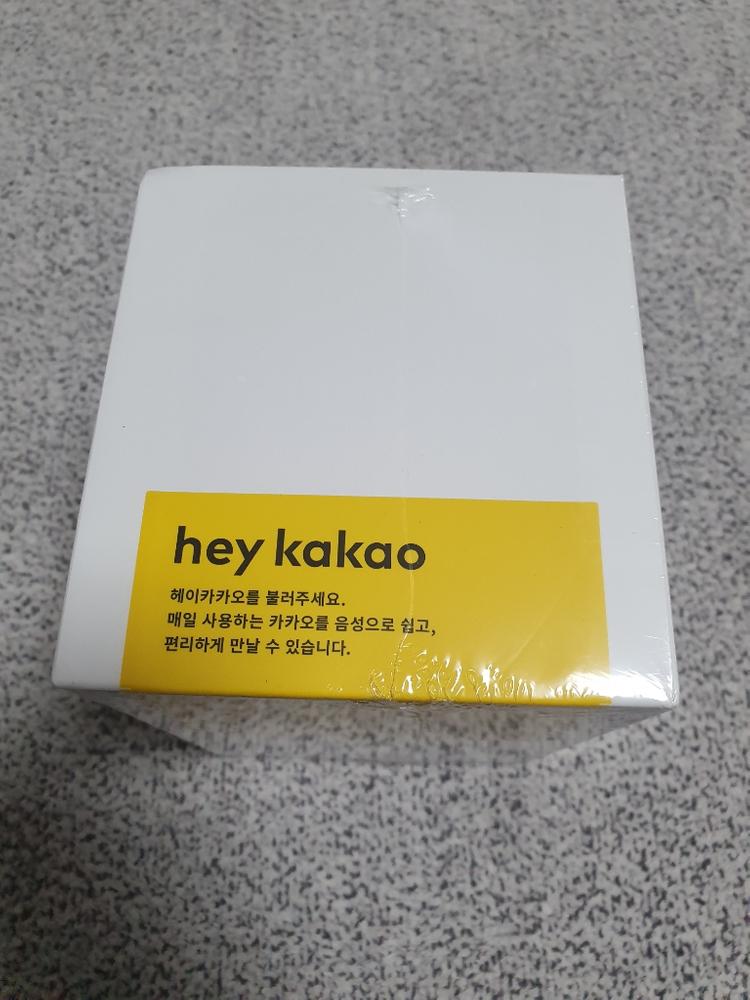 hey kakao
헤이카카오를 불러주세요.
매일 사용하는 카카오를 음성으로 쉽고,
편리하게 만날 수 있습니다.